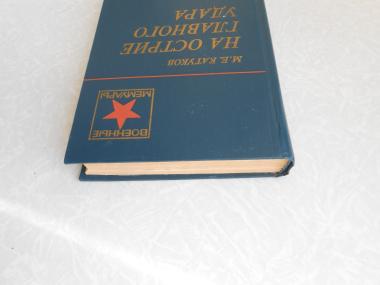 М.Е. КАТУКОВ
НА ОСТРИЕ
ГЛАВНОГО
УДАРА
ВОЕННЫЕ
МЕМУАРЫ